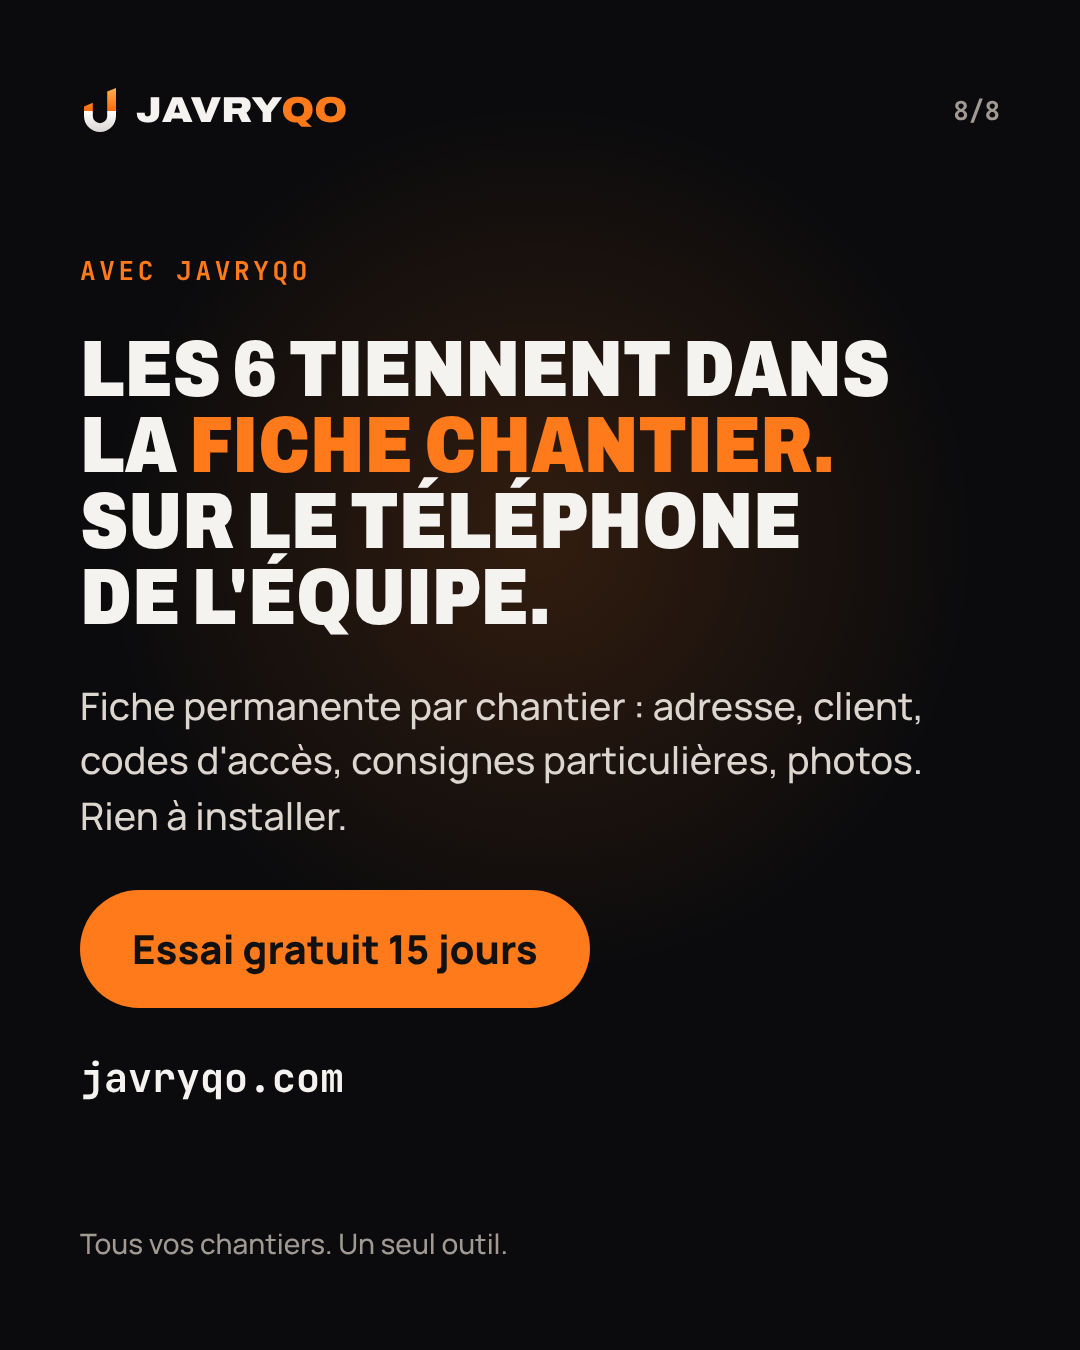 JAVRYQO
8/8
AVEC JAVRYQO
LES 6 TIENNENT DANS
LA FICHE CHANTIER.
SUR LE TÉLÉPHONE
DE L'ÉQUIPE.
Fiche permanente par chantier : adresse, client,
codes d'accès, consignes particulières, photos.
Rien à installer.
Essai gratuit 15 jours
javryqo.com
Tous vos chantiers. Un seul outil.